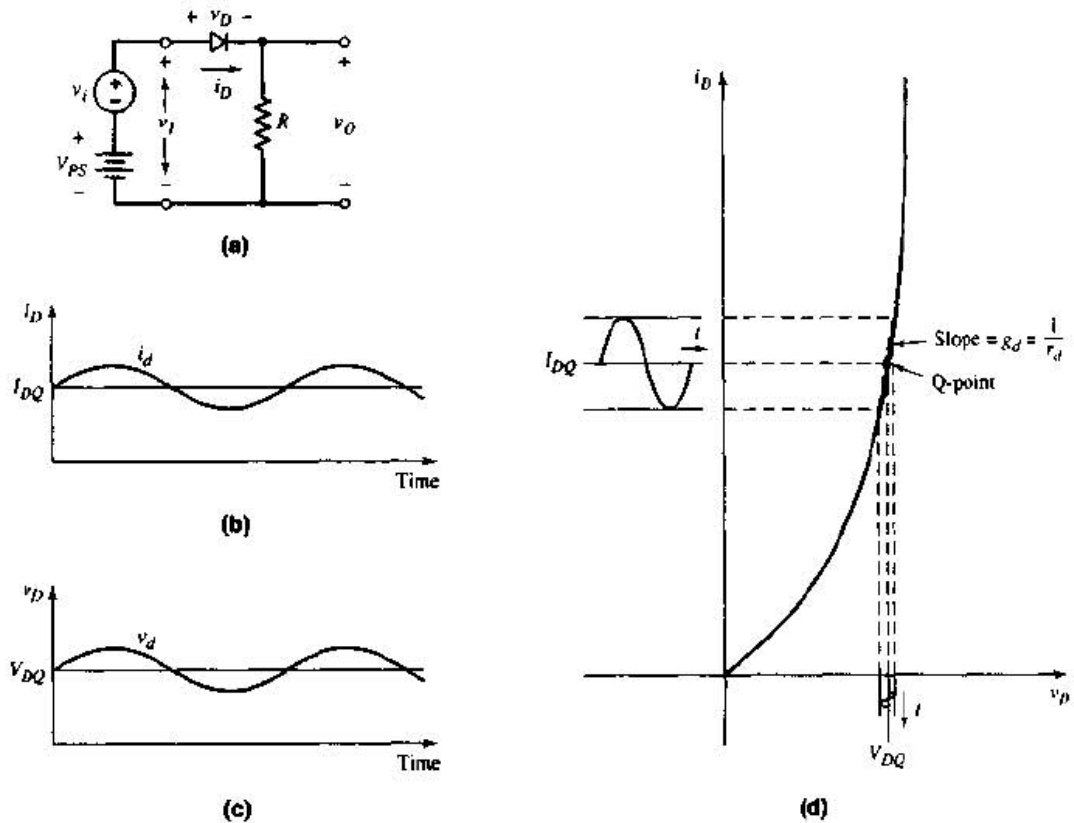 + v_D −
+
i_D
+
v_i
+
−
v_I
R
v_O
+
V_PS
−
−
−
(a)
i_D
i_d
I_DQ
Time
(b)
v_D
v_d
V_DQ
Time
(c)
i_D
t
I_DQ
Slope = g_d = 1/r_d
Q-point
v_D
t
V_DQ
(d)